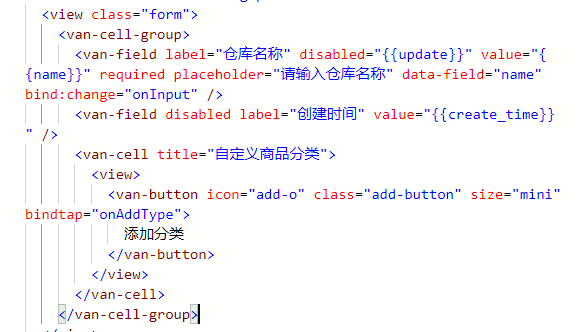 <view class="form">
<van-cell-group>
<van-field label="仓库名称" disabled="{{update}}" value="{
{name}}" required placeholder="请输入仓库名称" data-field="name"
bind:change="onInput" />
<van-field disabled label="创建时间" value="{{create_time}}
" />
<van-cell title="自定义商品分类">
<view>
<van-button icon="add-o" class="add-button" size="mini"
bindtap="onAddType">
添加分类
</van-button>
</view>
</van-cell>
</van-cell-group>